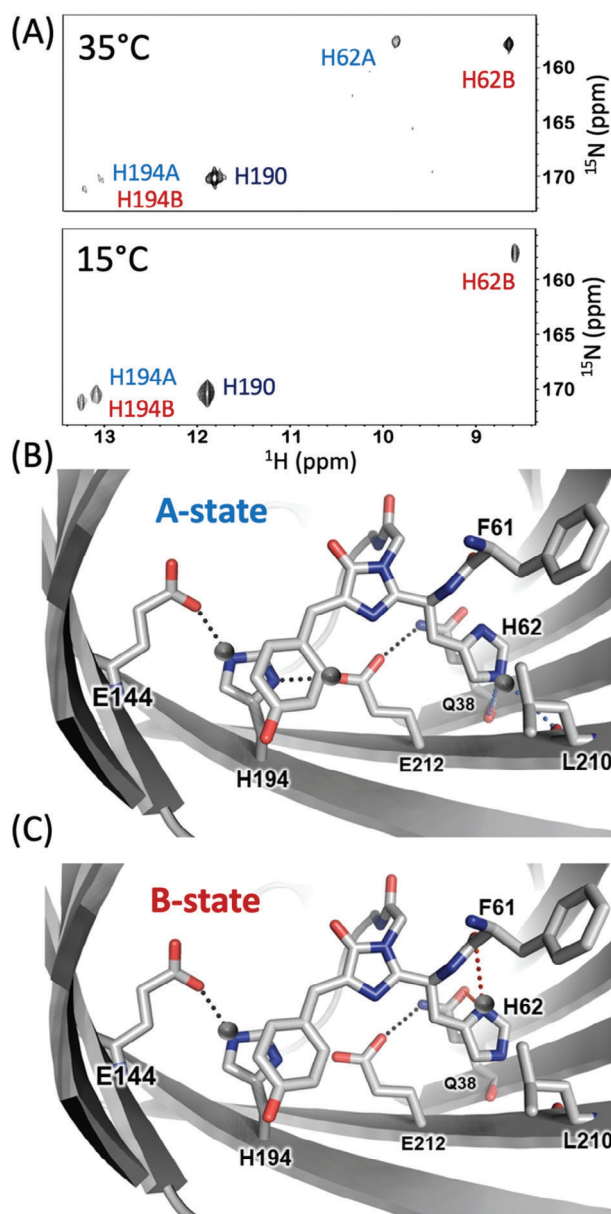 (A)
35°C
H62A
H62B
H194A
H190
H194B
160
165
170
¹⁵N (ppm)
15°C
H62B
H194A
H190
H194B
160
165
170
¹⁵N (ppm)
13 12 11 10 9
¹H (ppm)
(B)
A-state
F61
H62
E144
Q38
H194
E212
L210
(C)
B-state
F61
H62
E144
Q38
H194
E212
L210